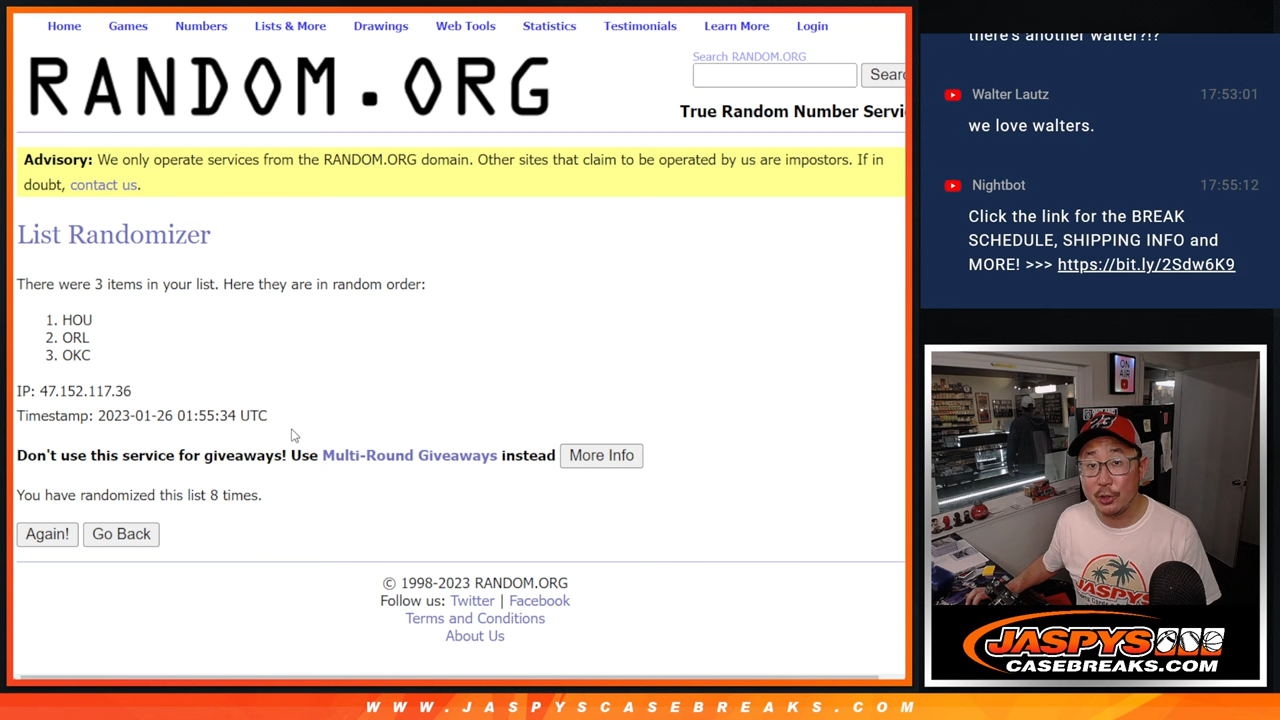 Home Games Numbers Lists & More Drawings Web Tools Statistics Testimonials Learn More Login
RANDOM.ORG
Search RANDOM.ORG
Searc
True Random Number Servi
Advisory: We only operate services from the RANDOM.ORG domain. Other sites that claim to be operated by us are impostors. If in
doubt, contact us.
List Randomizer
There were 3 items in your list. Here they are in random order:
1. HOU
2. ORL
3. OKC
IP: 47.152.117.36
Timestamp: 2023-01-26 01:55:34 UTC
Don't use this service for giveaways! Use Multi-Round Giveaways instead More Info
You have randomized this list 8 times.
Again! Go Back
© 1998-2023 RANDOM.ORG
Follow us: Twitter | Facebook
Terms and Conditions
About Us
there's another walter?!?
Walter Lautz 17:53:01
we love walters.
Nightbot 17:55:12
Click the link for the BREAK
SCHEDULE, SHIPPING INFO and
MORE! >>> https://bit.ly/2Sdw6K9
ON
AIR
JASPYS
JASPYS
CASEBREAKS.COM
WWW.JASPYSCASEBREAKS.COM